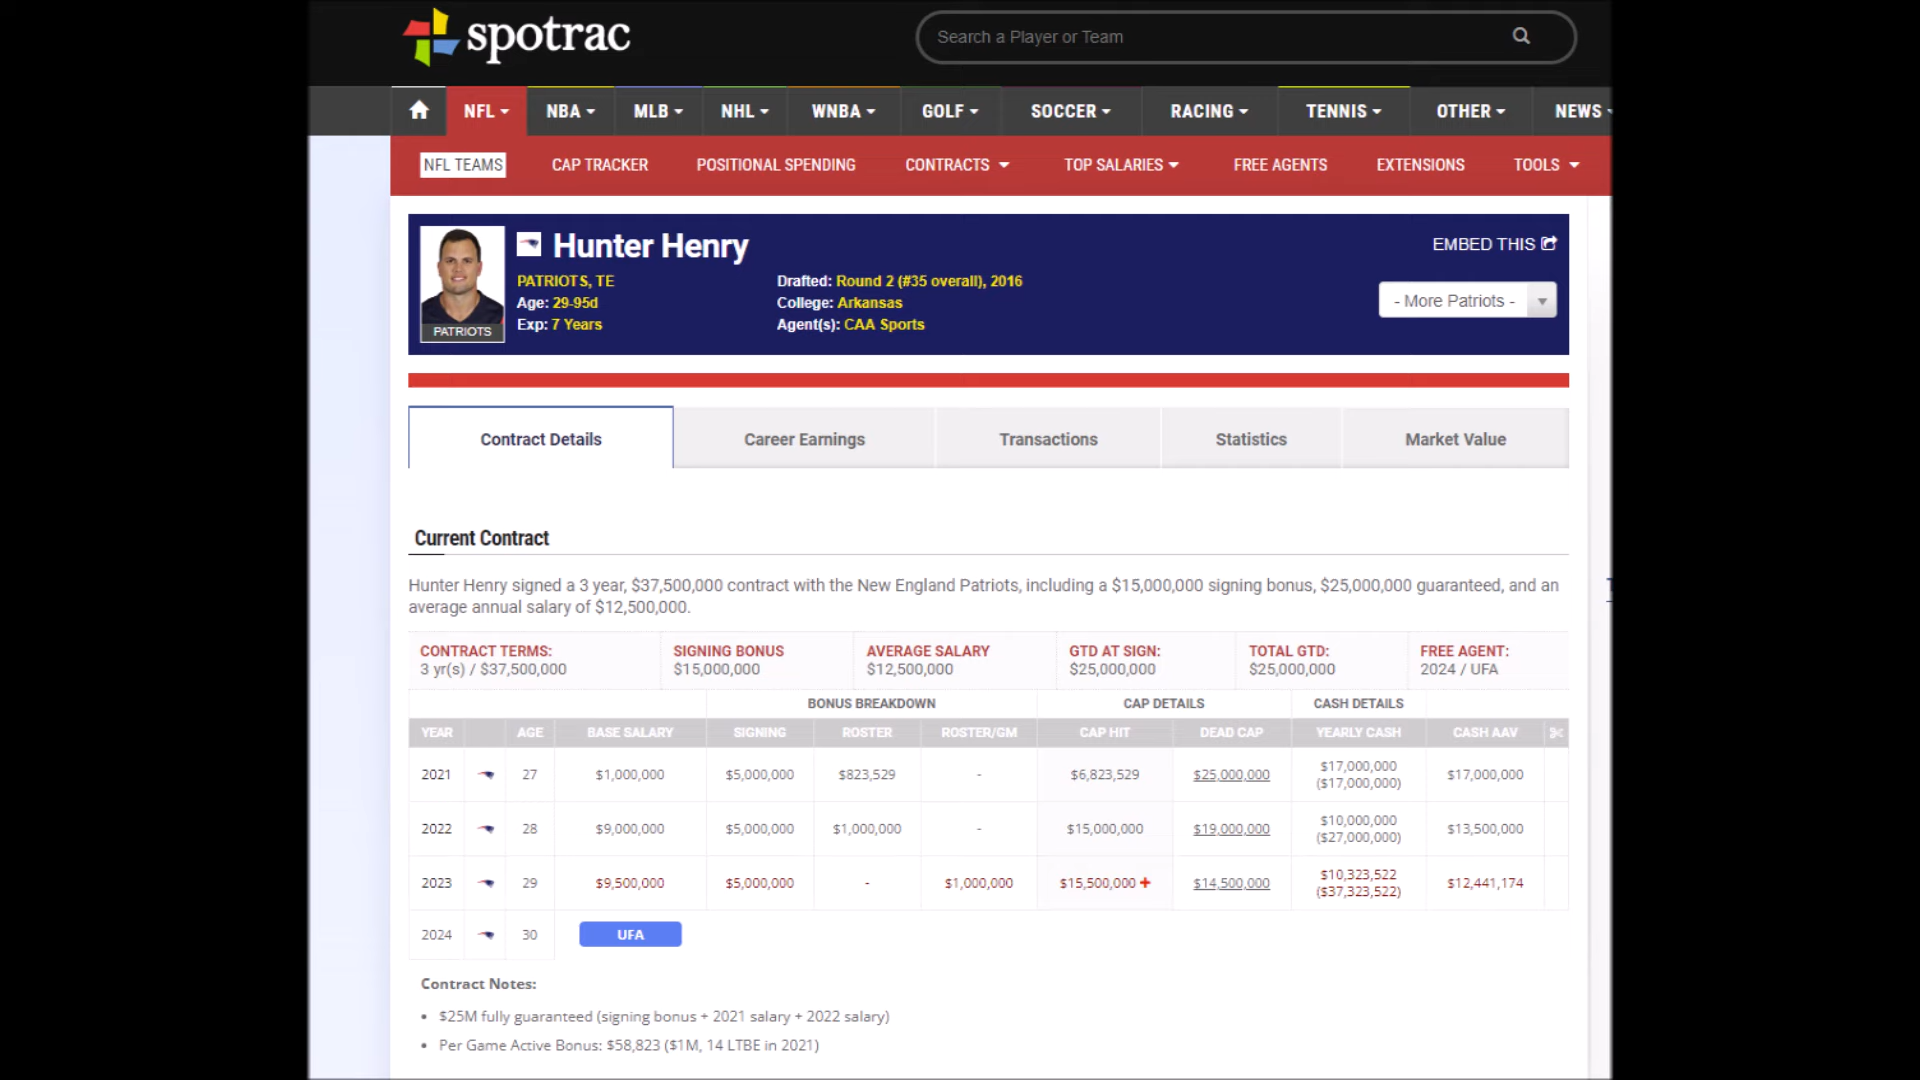 spotrac
Search a Player or Team
NFL NBA MLB NHL WNBA GOLF SOCCER RACING TENNIS OTHER NEWS
NFL TEAMS CAP TRACKER POSITIONAL SPENDING CONTRACTS TOP SALARIES FREE AGENTS EXTENSIONS TOOLS
Hunter Henry
EMBED THIS
PATRIOTS, TE
Drafted: Round 2 (#35 overall), 2016
Age: 29-95d
College: Arkansas
- More Patriots -
Exp: 7 Years
Agent(s): CAA Sports
PATRIOTS
Contract Details Career Earnings Transactions Statistics Market Value
Current Contract
Hunter Henry signed a 3 year, $37,500,000 contract with the New England Patriots, including a $15,000,000 signing bonus, $25,000,000 guaranteed, and an
average annual salary of $12,500,000.
CONTRACT TERMS: SIGNING BONUS AVERAGE SALARY GTD AT SIGN: TOTAL GTD: FREE AGENT:
3 yr(s) / $37,500,000 $15,000,000 $12,500,000 $25,000,000 $25,000,000 2024 / UFA
BONUS BREAKDOWN CAP DETAILS CASH DETAILS
YEAR AGE BASE SALARY SIGNING ROSTER ROSTER/GM CAP HIT DEAD CAP YEARLY CASH CASH AAV
2021 27 $1,000,000 $5,000,000 $823,529 - $6,823,529 $25,000,000 $17,000,000 ($17,000,000) $17,000,000
2022 28 $9,000,000 $5,000,000 $1,000,000 - $15,000,000 $19,000,000 $10,000,000 ($27,000,000) $13,500,000
2023 29 $9,500,000 $5,000,000 - $1,000,000 $15,500,000 + $14,500,000 $10,323,522 ($37,323,522) $12,441,174
2024 30 UFA
Contract Notes:
• $25M fully guaranteed (signing bonus + 2021 salary + 2022 salary)
• Per Game Active Bonus: $58,823 ($1M, 14 LTBE in 2021)